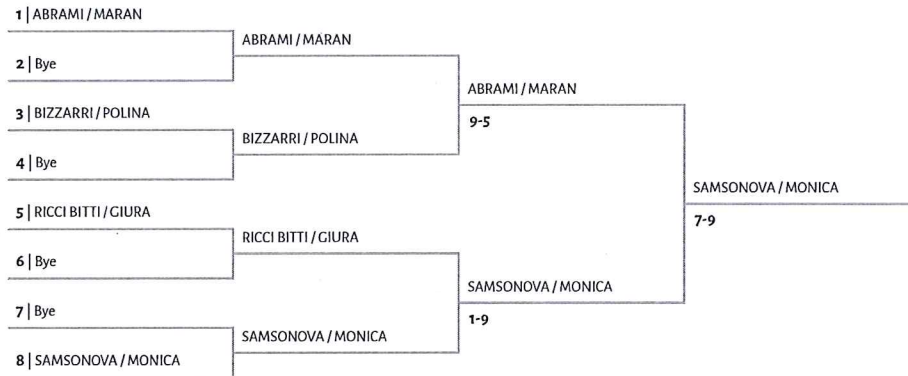 1 | ABRAMI / MARAN
ABRAMI / MARAN
2 | Bye
ABRAMI / MARAN
9-5
3 | BIZZARRI / POLINA
BIZZARRI / POLINA
4 | Bye
SAMSONOVA / MONICA
7-9
5 | RICCI BITTI / GIURA
RICCI BITTI / GIURA
6 | Bye
SAMSONOVA / MONICA
1-9
7 | Bye
SAMSONOVA / MONICA
8 | SAMSONOVA / MONICA